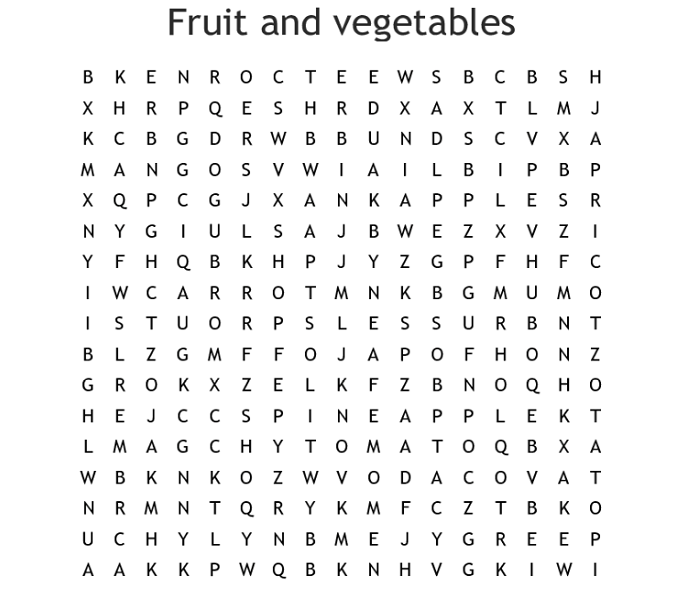 Fruit and vegetables
B K E N R O C T E E W S B C B S H
X H R P Q E S H R D X A X T L M J
K C B G D R W B B U N D S C V X A
M A N G O S V W I A I L B I P B P
X Q P C G J X A N K A P P L E S R
N Y G I U L S A J B W E Z X V Z I
Y F H Q B K H P J Y Z G P F H F C
I W C A R R O T M N K B G M U M O
I S T U O R P S L E S S U R B N T
B L Z G M F F O J A P O F H O N Z
G R O K X Z E L K F Z B N O Q H O
H E J C C S P I N E A P P L E K T
L M A G C H Y T O M A T O Q B X A
W B K N K O Z W V O D A C O V A T
N R M N T Q R Y K M F C Z T B K O
U C H Y L Y N B M E J Y G R E E P
A A K K P W Q B K N H V G K I W I